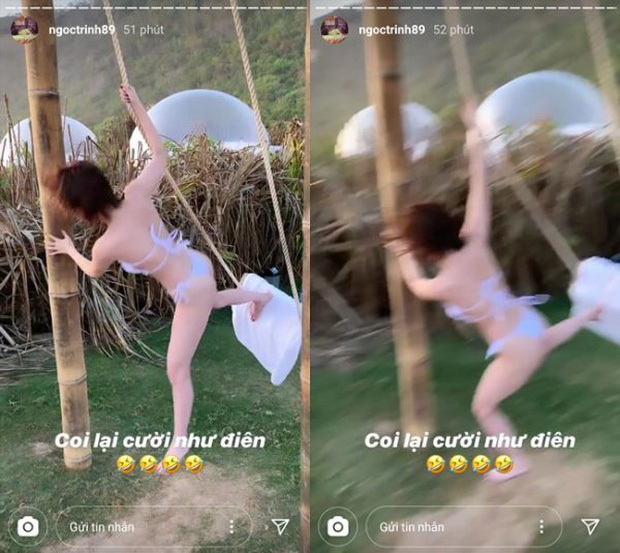 ngoctrinh89 51 phút
Coi lại cười như điên
🤣🤣🤣🤣
Gửi tin nhắn
ngoctrinh89 52 phút
Coi lại cười như điên
🤣🤣🤣🤣
Gửi tin nhắn